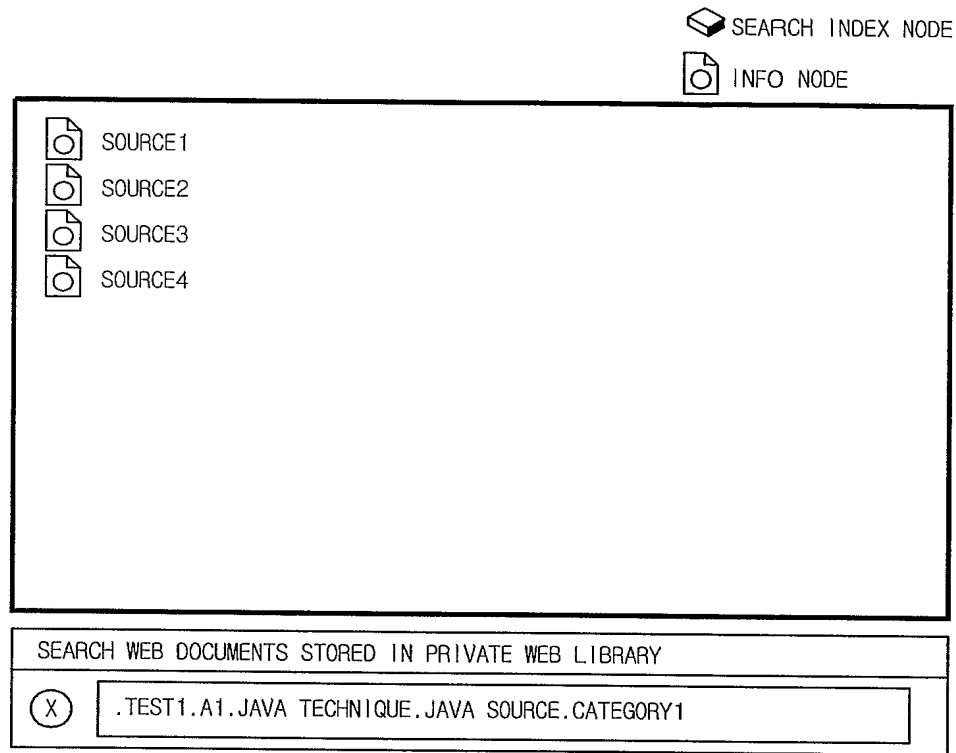 SEARCH INDEX NODE
INFO NODE
SOURCE1
SOURCE2
SOURCE3
SOURCE4
SEARCH WEB DOCUMENTS STORED IN PRIVATE WEB LIBRARY
X .TEST1.A1.JAVA TECHNIQUE.JAVA SOURCE.CATEGORY1